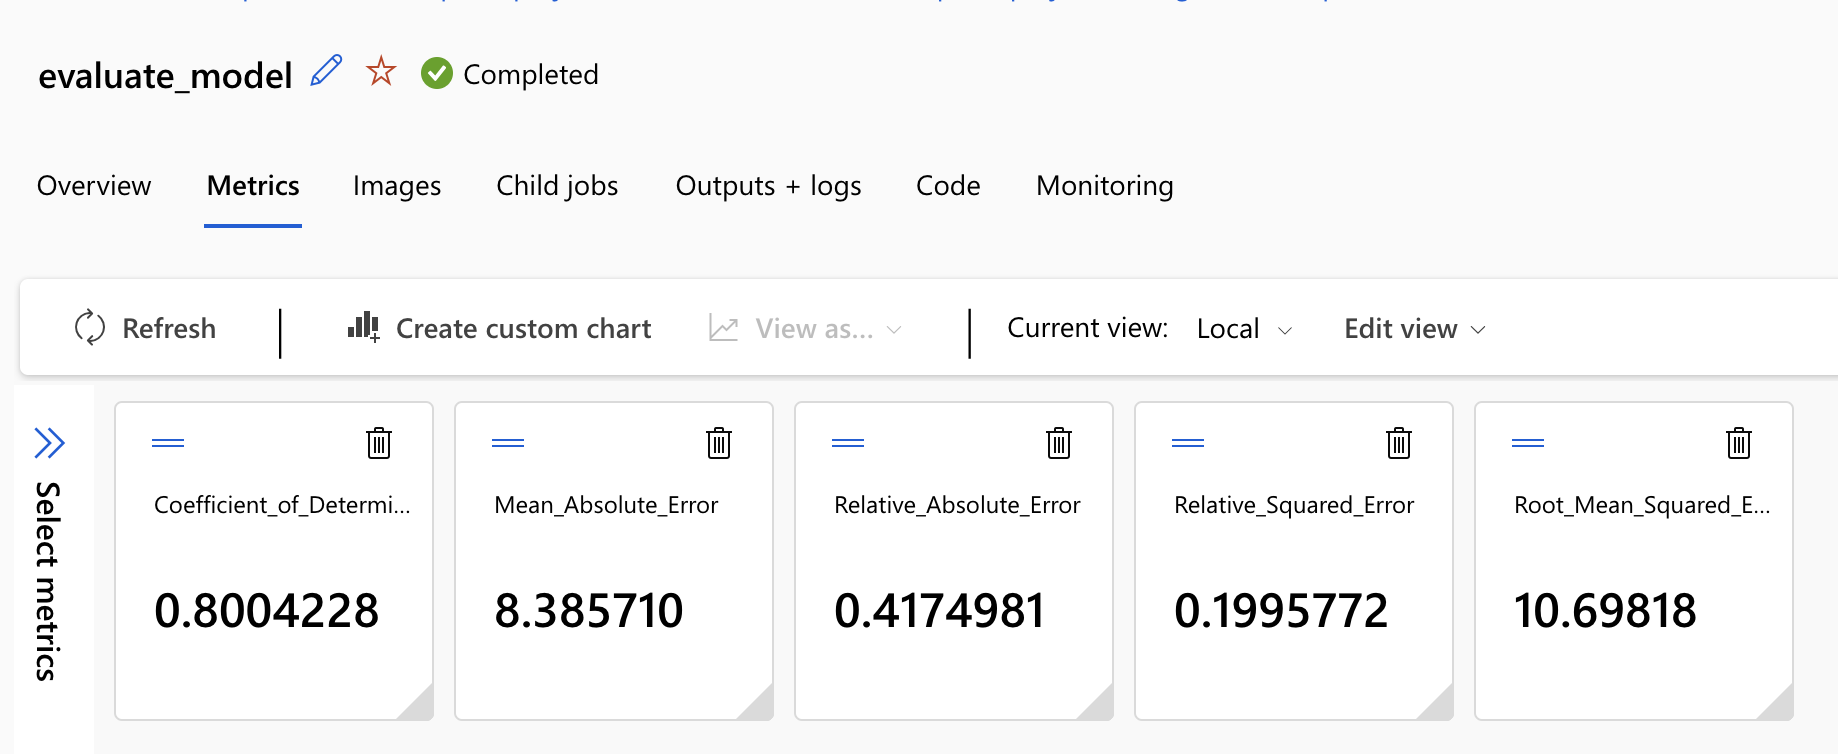 evaluate_model Completed
Overview Metrics Images Child jobs Outputs + logs Code Monitoring
Refresh Create custom chart View as... Current view: Local Edit view
Select metrics
Coefficient_of_Determi... Mean_Absolute_Error Relative_Absolute_Error Relative_Squared_Error Root_Mean_Squared_E...
0.8004228 8.385710 0.4174981 0.1995772 10.69818